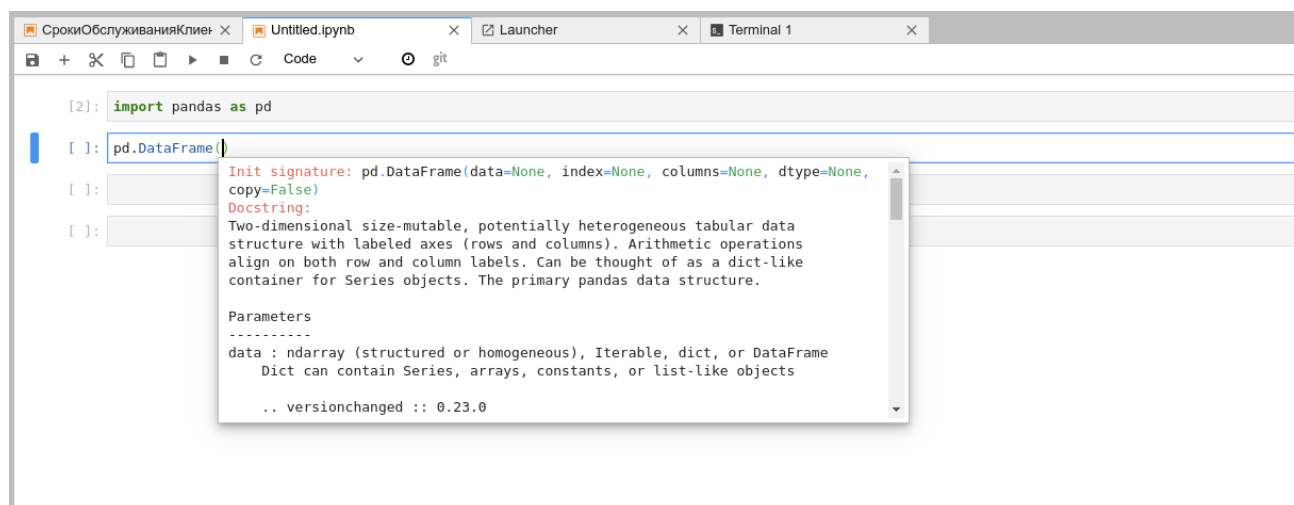 СрокиОбслуживанияКлиен
Untitled.ipynb
Launcher
Terminal 1
Code
git
[2]: import pandas as pd
[ ]: pd.DataFrame()
Init signature: pd.DataFrame(data=None, index=None, columns=None, dtype=None,
copy=False)
Docstring:
Two-dimensional size-mutable, potentially heterogeneous tabular data
structure with labeled axes (rows and columns). Arithmetic operations
align on both row and column labels. Can be thought of as a dict-like
container for Series objects. The primary pandas data structure.
Parameters
----------
data : ndarray (structured or homogeneous), Iterable, dict, or DataFrame
Dict can contain Series, arrays, constants, or list-like objects
.. versionchanged :: 0.23.0
[ ]:
[ ]: